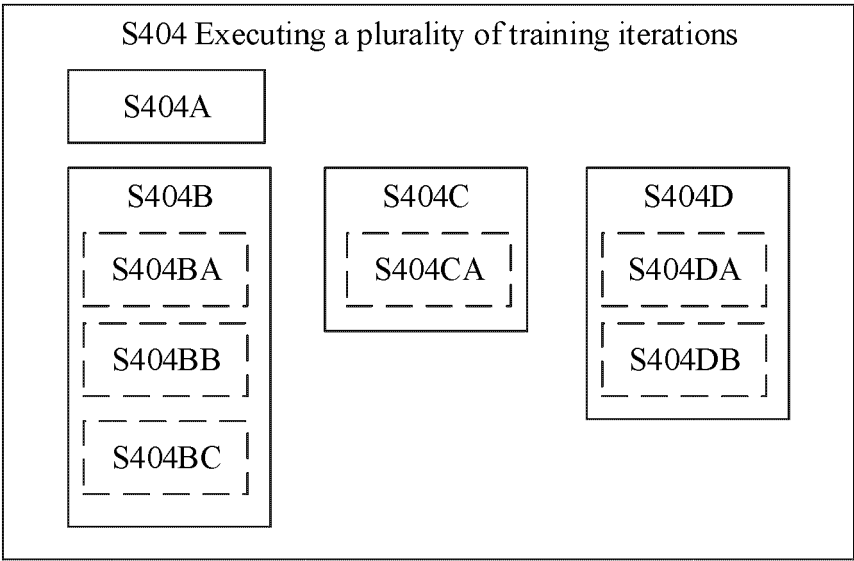 S404 Executing a plurality of training iterations
S404A
S404B
S404BA
S404BB
S404BC
S404C
S404CA
S404D
S404DA
S404DB